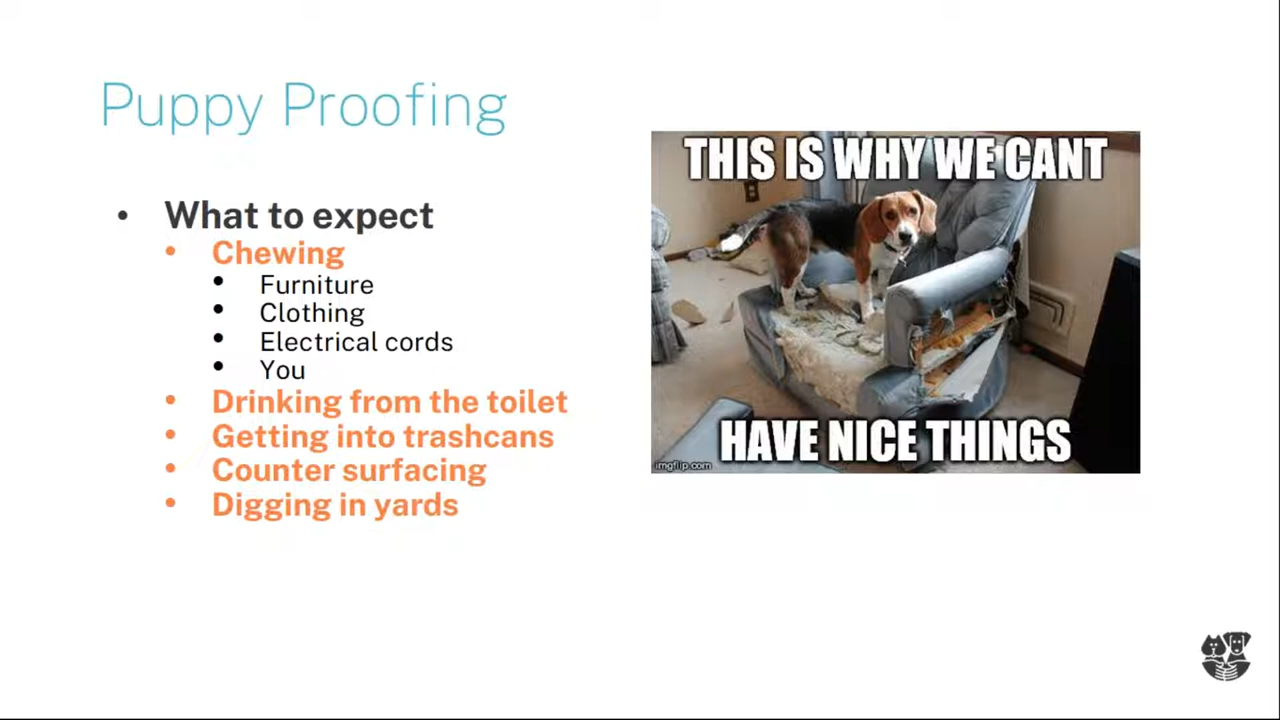 Puppy Proofing
What to expect
Chewing
Furniture
Clothing
Electrical cords
You
Drinking from the toilet
Getting into trashcans
Counter surfacing
Digging in yards
THIS IS WHY WE CANT
HAVE NICE THINGS
imgflip.com